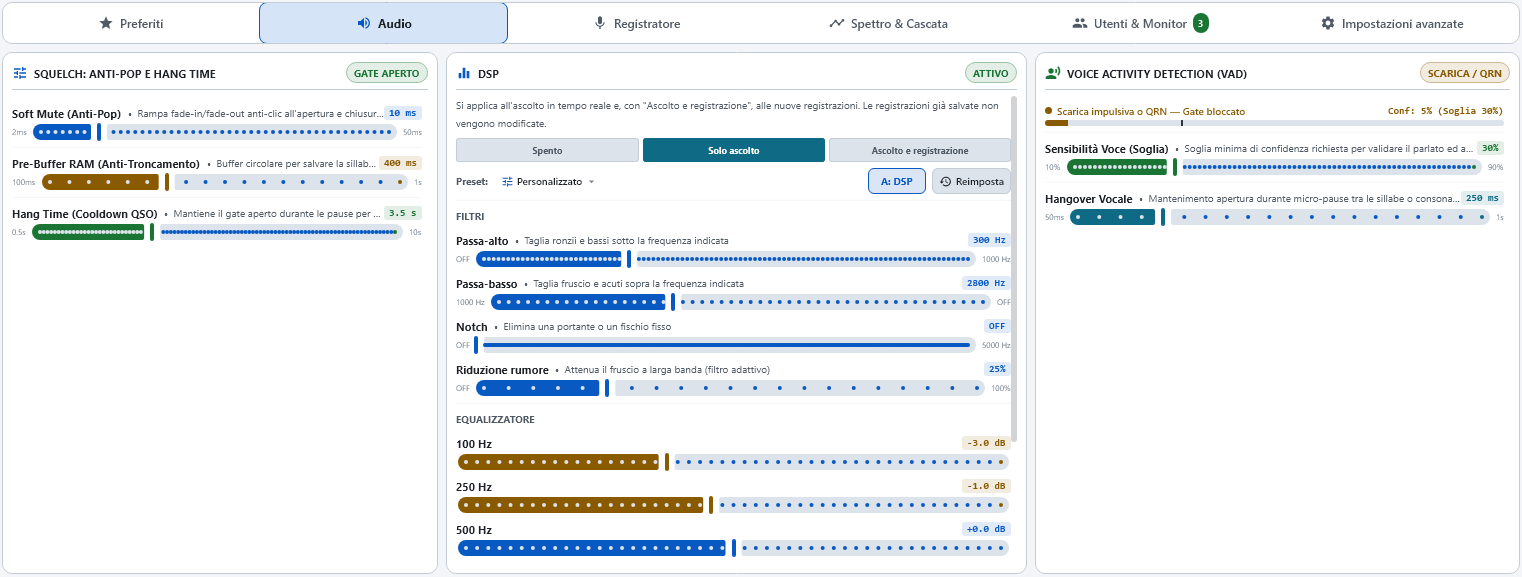 Preferiti
Audio
Registratore
Spettro & Cascata
Utenti & Monitor 3
Impostazioni avanzate
SQUELCH: ANTI-POP E HANG TIME
GATE APERTO
Soft Mute (Anti-Pop) • Rampa fade-in/fade-out anti-clic all'apertura e chiusur... 10 ms
2ms 50ms
Pre-Buffer RAM (Anti-Troncamento) • Buffer circolare per salvare la sillab... 400 ms
100ms 1s
Hang Time (Cooldown QSO) • Mantiene il gate aperto durante le pause per ... 3.5 s
0.5s 10s
DSP
ATTIVO
Si applica all'ascolto in tempo reale e, con "Ascolto e registrazione", alle nuove registrazioni. Le registrazioni già salvate non
vengono modificate.
Spento
Solo ascolto
Ascolto e registrazione
Preset: Personalizzato
A: DSP
Reimposta
FILTRI
Passa-alto • Taglia ronzii e bassi sotto la frequenza indicata 300 Hz
OFF 1000 Hz
Passa-basso • Taglia fruscio e acuti sopra la frequenza indicata 2800 Hz
1000 Hz OFF
Notch • Elimina una portante o un fischio fisso OFF
OFF 5000 Hz
Riduzione rumore • Attenua il fruscio a larga banda (filtro adattivo) 25%
OFF 100%
EQUALIZZATORE
100 Hz -3.0 dB
250 Hz -1.0 dB
500 Hz +0.0 dB
VOICE ACTIVITY DETECTION (VAD)
SCARICA / QRN
Scarica impulsiva o QRN — Gate bloccato Conf: 5% (Soglia 30%)
Sensibilità Voce (Soglia) • Soglia minima di confidenza richiesta per validare il parlato ed a... 30%
10% 90%
Hangover Vocale • Mantenimento apertura durante micro-pause tra le sillabe o consona... 250 ms
50ms 1s